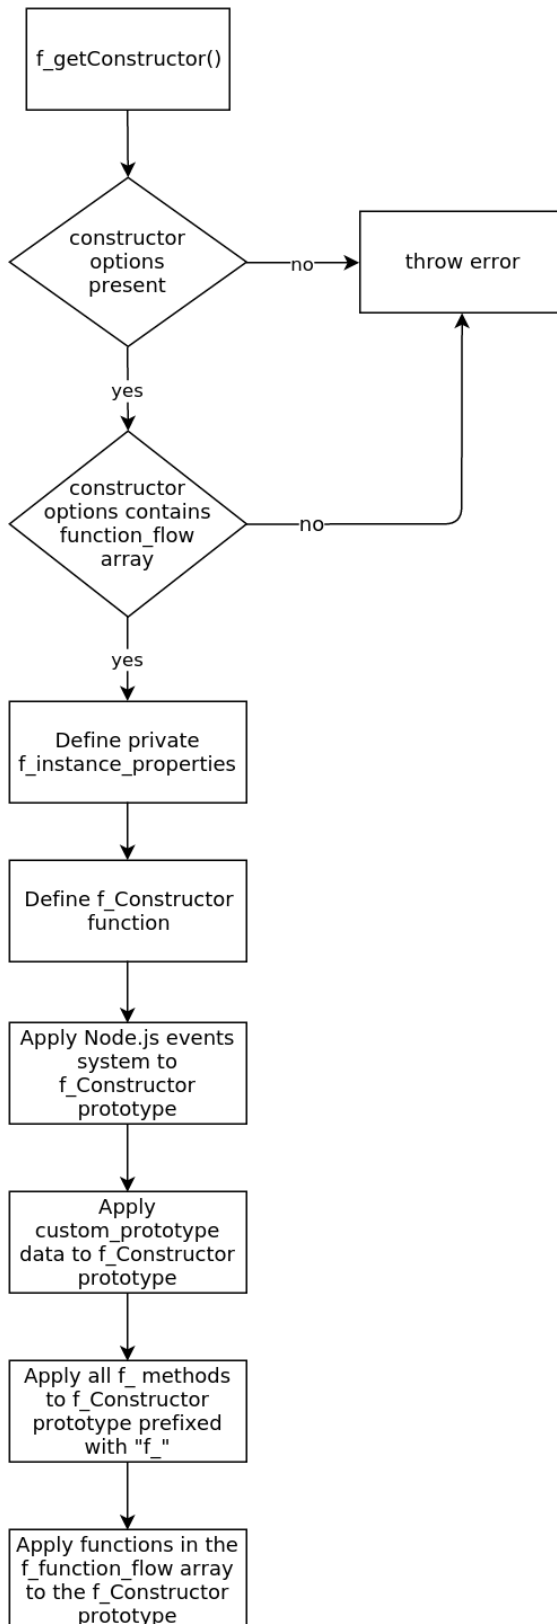 f_getConstructor()
constructor
options
present
no
throw error
yes
constructor
options contains
function_flow
array
no
yes
Define private
f_instance_properties
Define f_Constructor
function
Apply Node.js events
system to
f_Constructor
prototype
Apply
custom_prototype
data to f_Constructor
prototype
Apply all f_ methods
to f_Constructor
prototype prefixed
with "f_"
Apply functions in the
f_function_flow array
to the f_Constructor
prototype